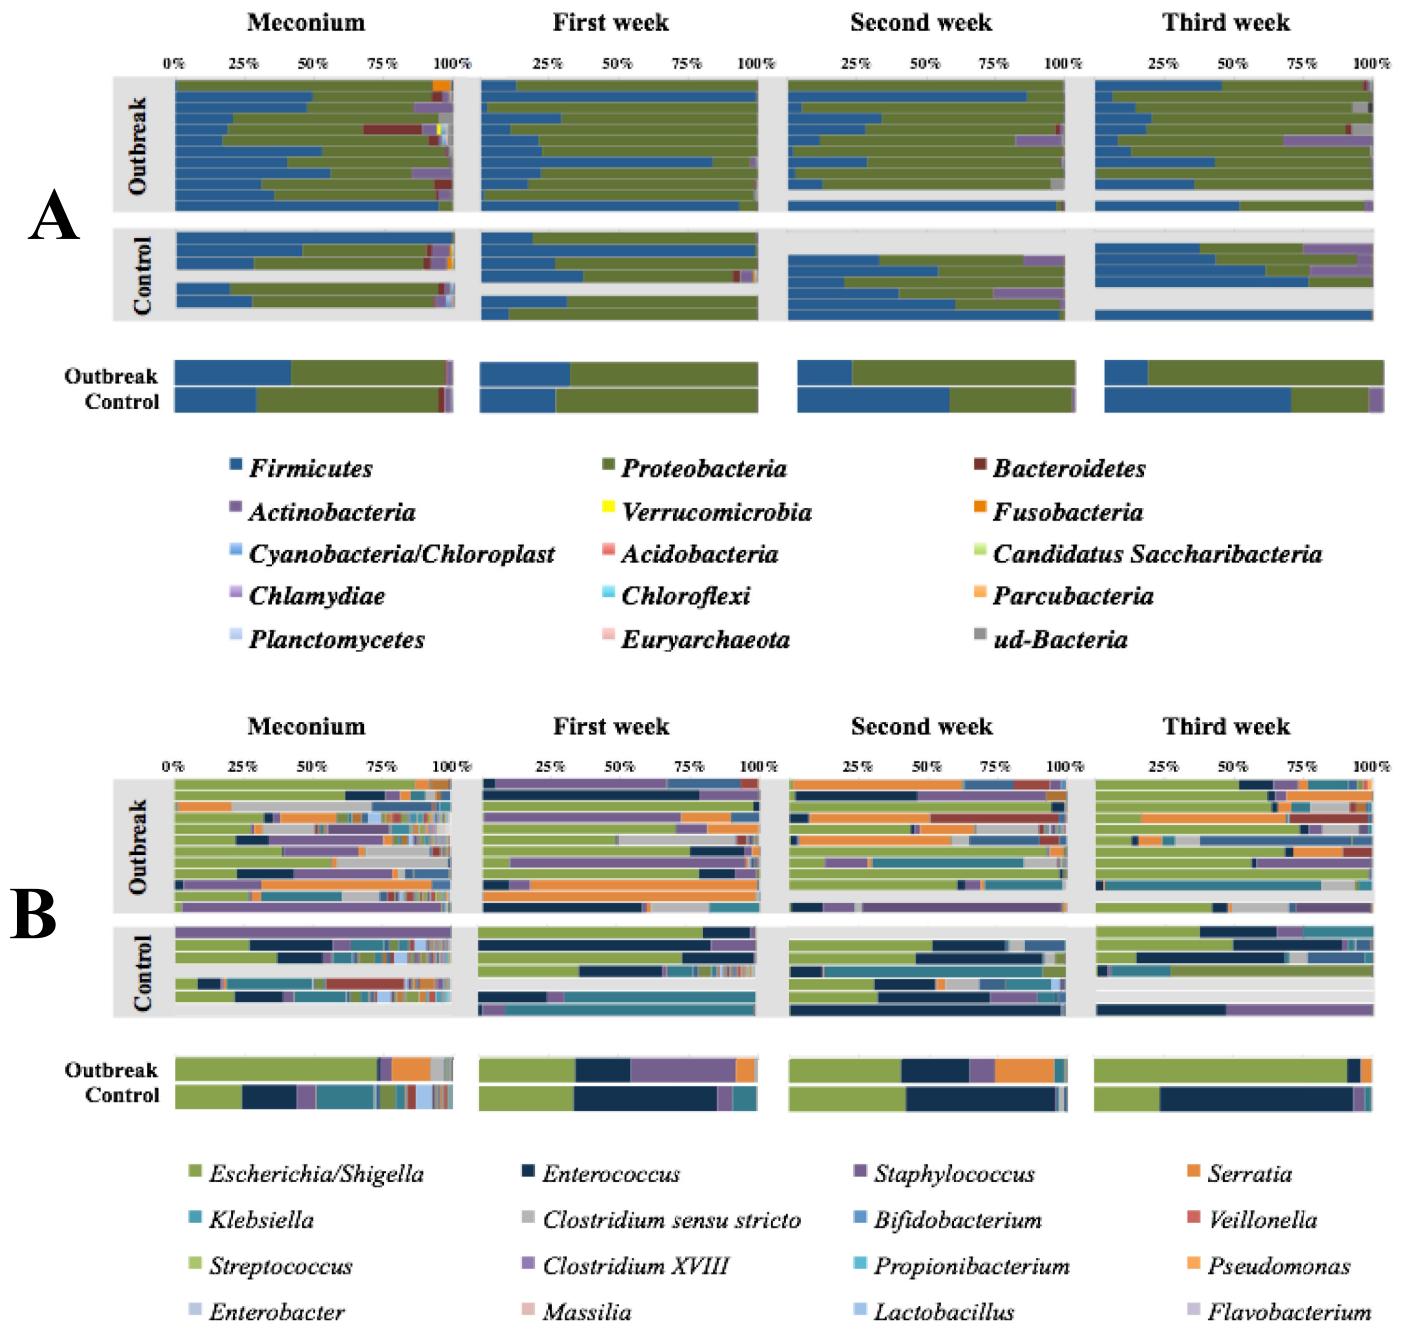 Meconium First week Second week Third week
0% 25% 50% 75% 100% 25% 50% 75% 100% 25% 50% 75% 100% 25% 50% 75% 100%
Outbreak
A
Control
Outbreak
Control
Firmicutes Proteobacteria Bacteroidetes
Actinobacteria Verrucomicrobia Fusobacteria
Cyanobacteria/Chloroplast Acidobacteria Candidatus Saccharibacteria
Chlamydiae Chloroflexi Parcubacteria
Planctomycetes Euryarchaeota ud-Bacteria
Meconium First week Second week Third week
0% 25% 50% 75% 100% 25% 50% 75% 100% 25% 50% 75% 100% 25% 50% 75% 100%
Outbreak
B
Control
Outbreak
Control
Escherichia/Shigella Enterococcus Staphylococcus Serratia
Klebsiella Clostridium sensu stricto Bifidobacterium Veillonella
Streptococcus Clostridium XVIII Propionibacterium Pseudomonas
Enterobacter Massilia Lactobacillus Flavobacterium